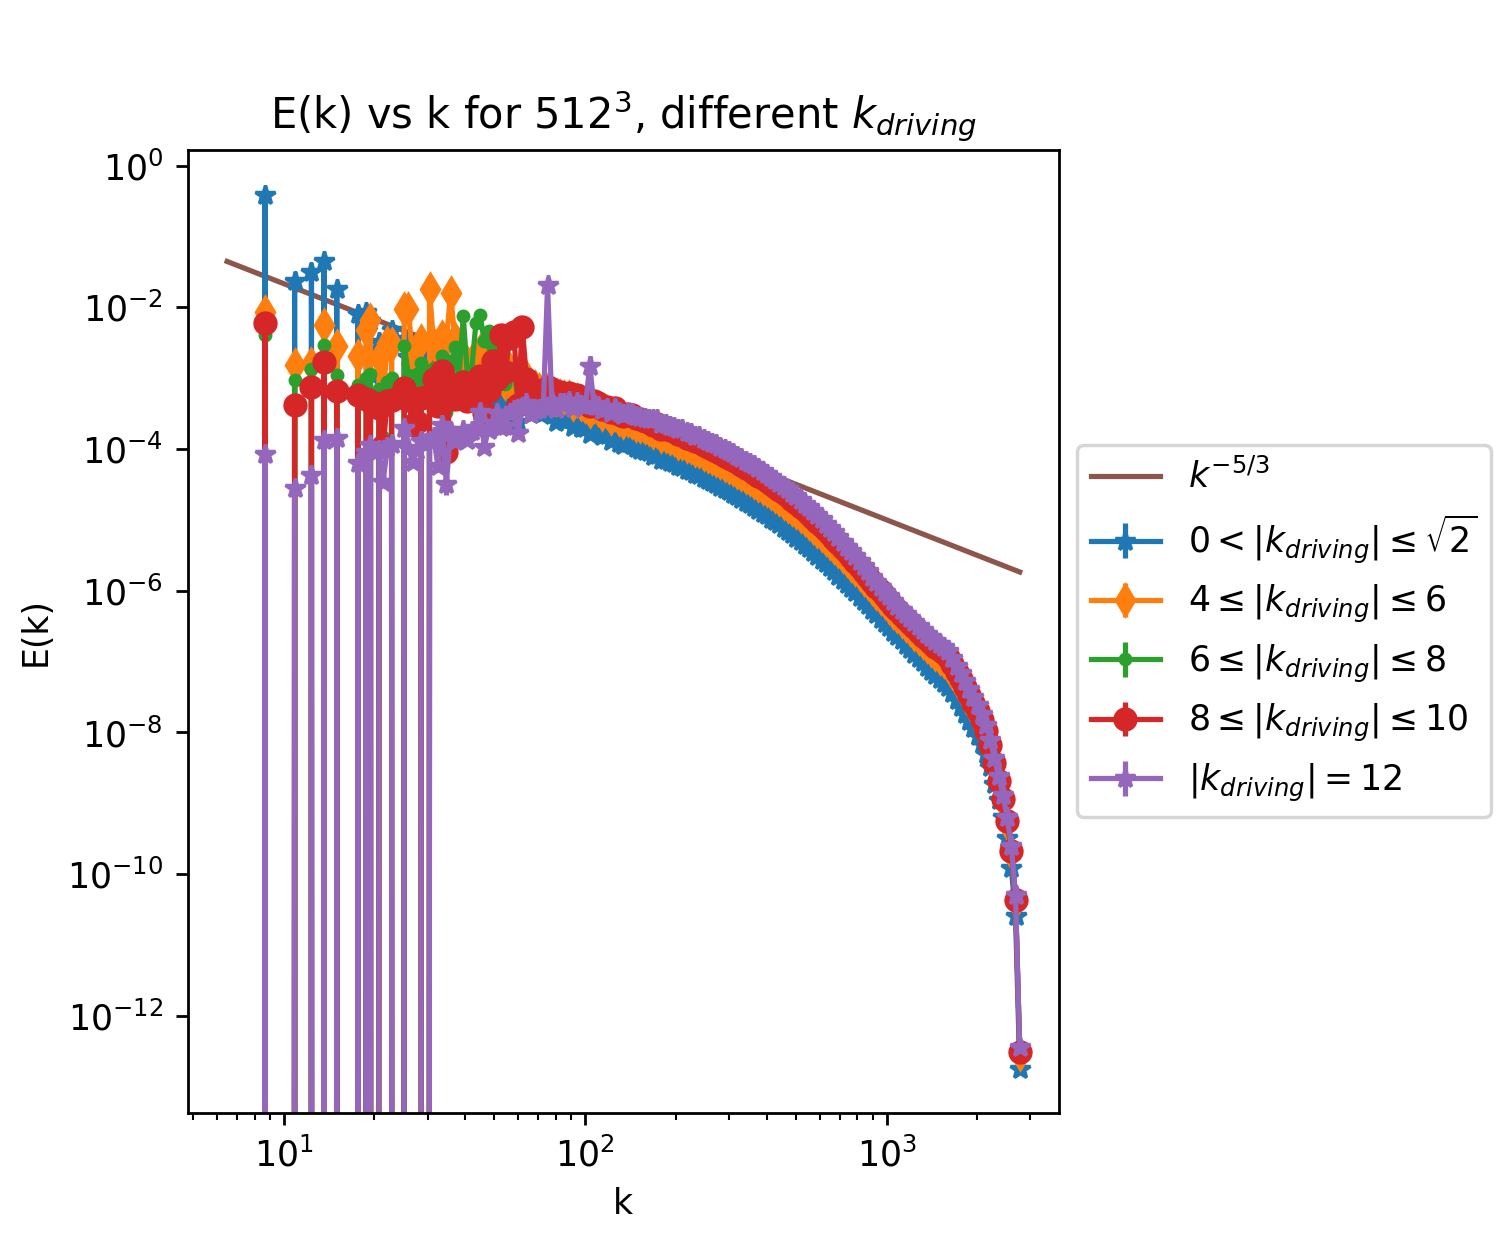 E(k) vs k for 512³, different k_driving
10⁰
10⁻²
10⁻⁴
10⁻⁶
10⁻⁸
10⁻¹⁰
10⁻¹²
E(k)
10¹ 10² 10³
k
k⁻⁵/³
0 < |k_driving| ≤ √2
4 ≤ |k_driving| ≤ 6
6 ≤ |k_driving| ≤ 8
8 ≤ |k_driving| ≤ 10
|k_driving| = 12